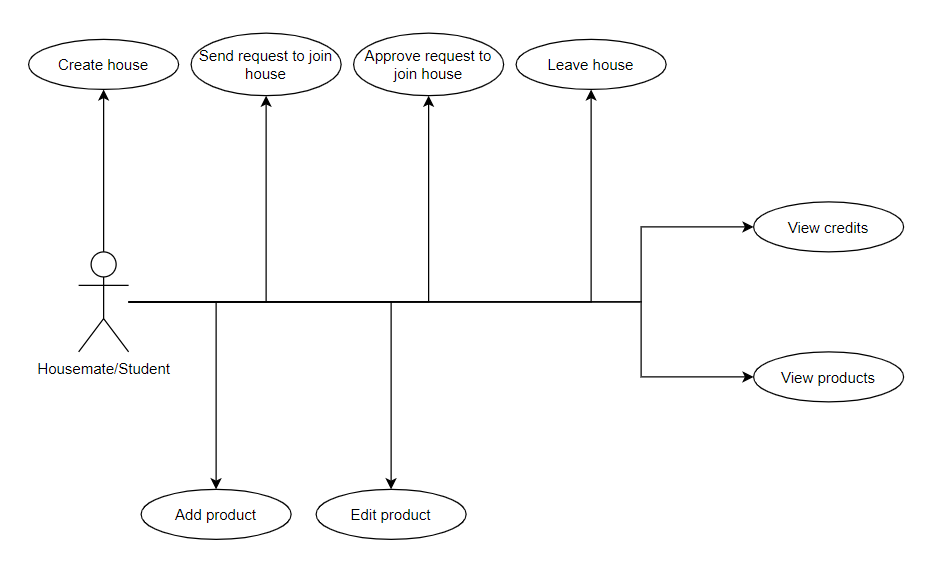 Create house
Send request to join
house
Approve request to
join house
Leave house
View credits
Housemate/Student
View products
Add product
Edit product